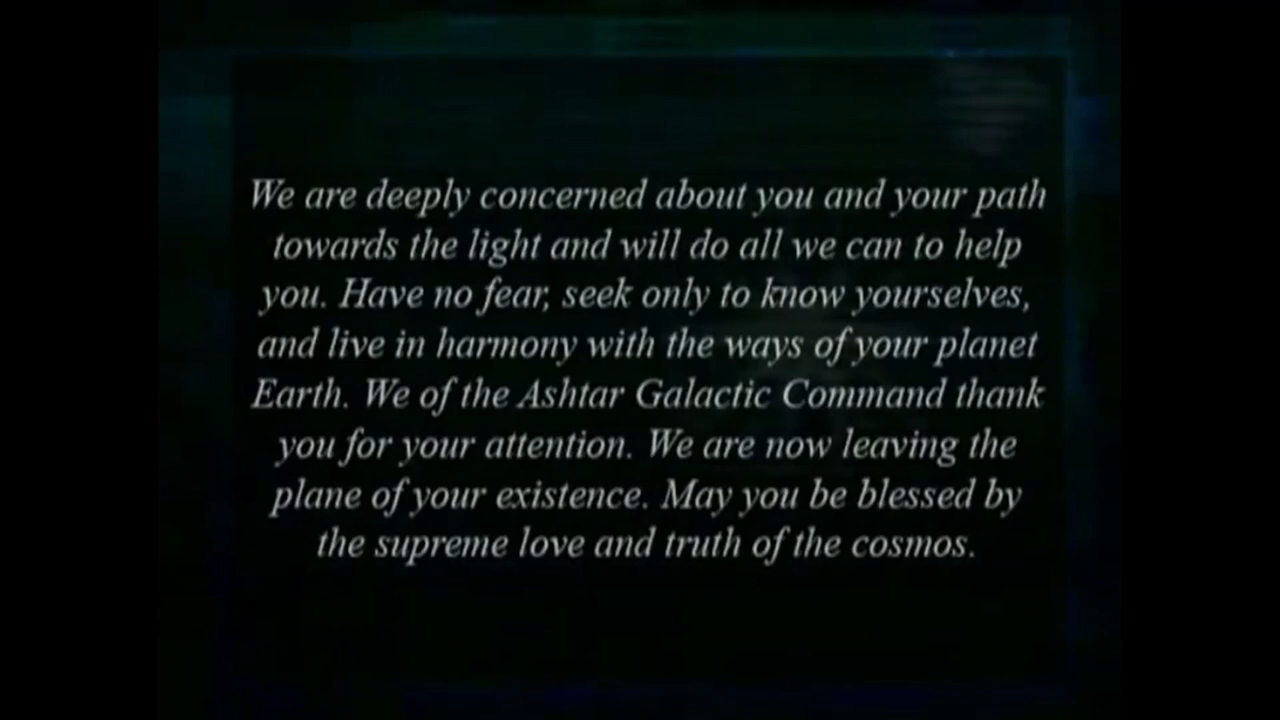 We are deeply concerned about you and your path
towards the light and will do all we can to help
you. Have no fear, seek only to know yourselves,
and live in harmony with the ways of your planet
Earth. We of the Ashtar Galactic Command thank
you for your attention. We are now leaving the
plane of your existence. May you be blessed by
the supreme love and truth of the cosmos.